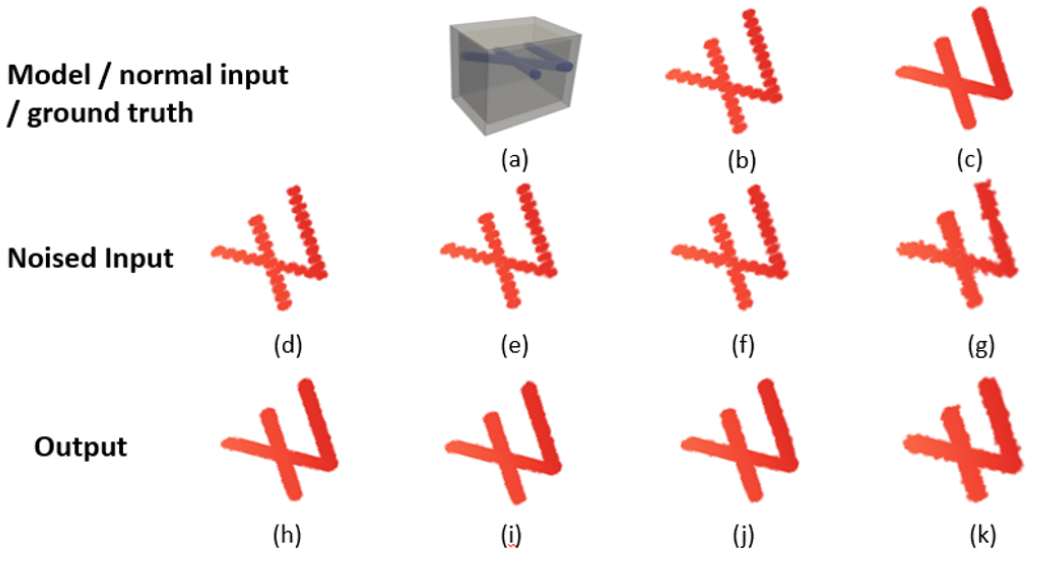 Model / normal input
/ ground truth
(a)
(b)
(c)
Noised Input
(d)
(e)
(f)
(g)
Output
(h)
(i)
(j)
(k)